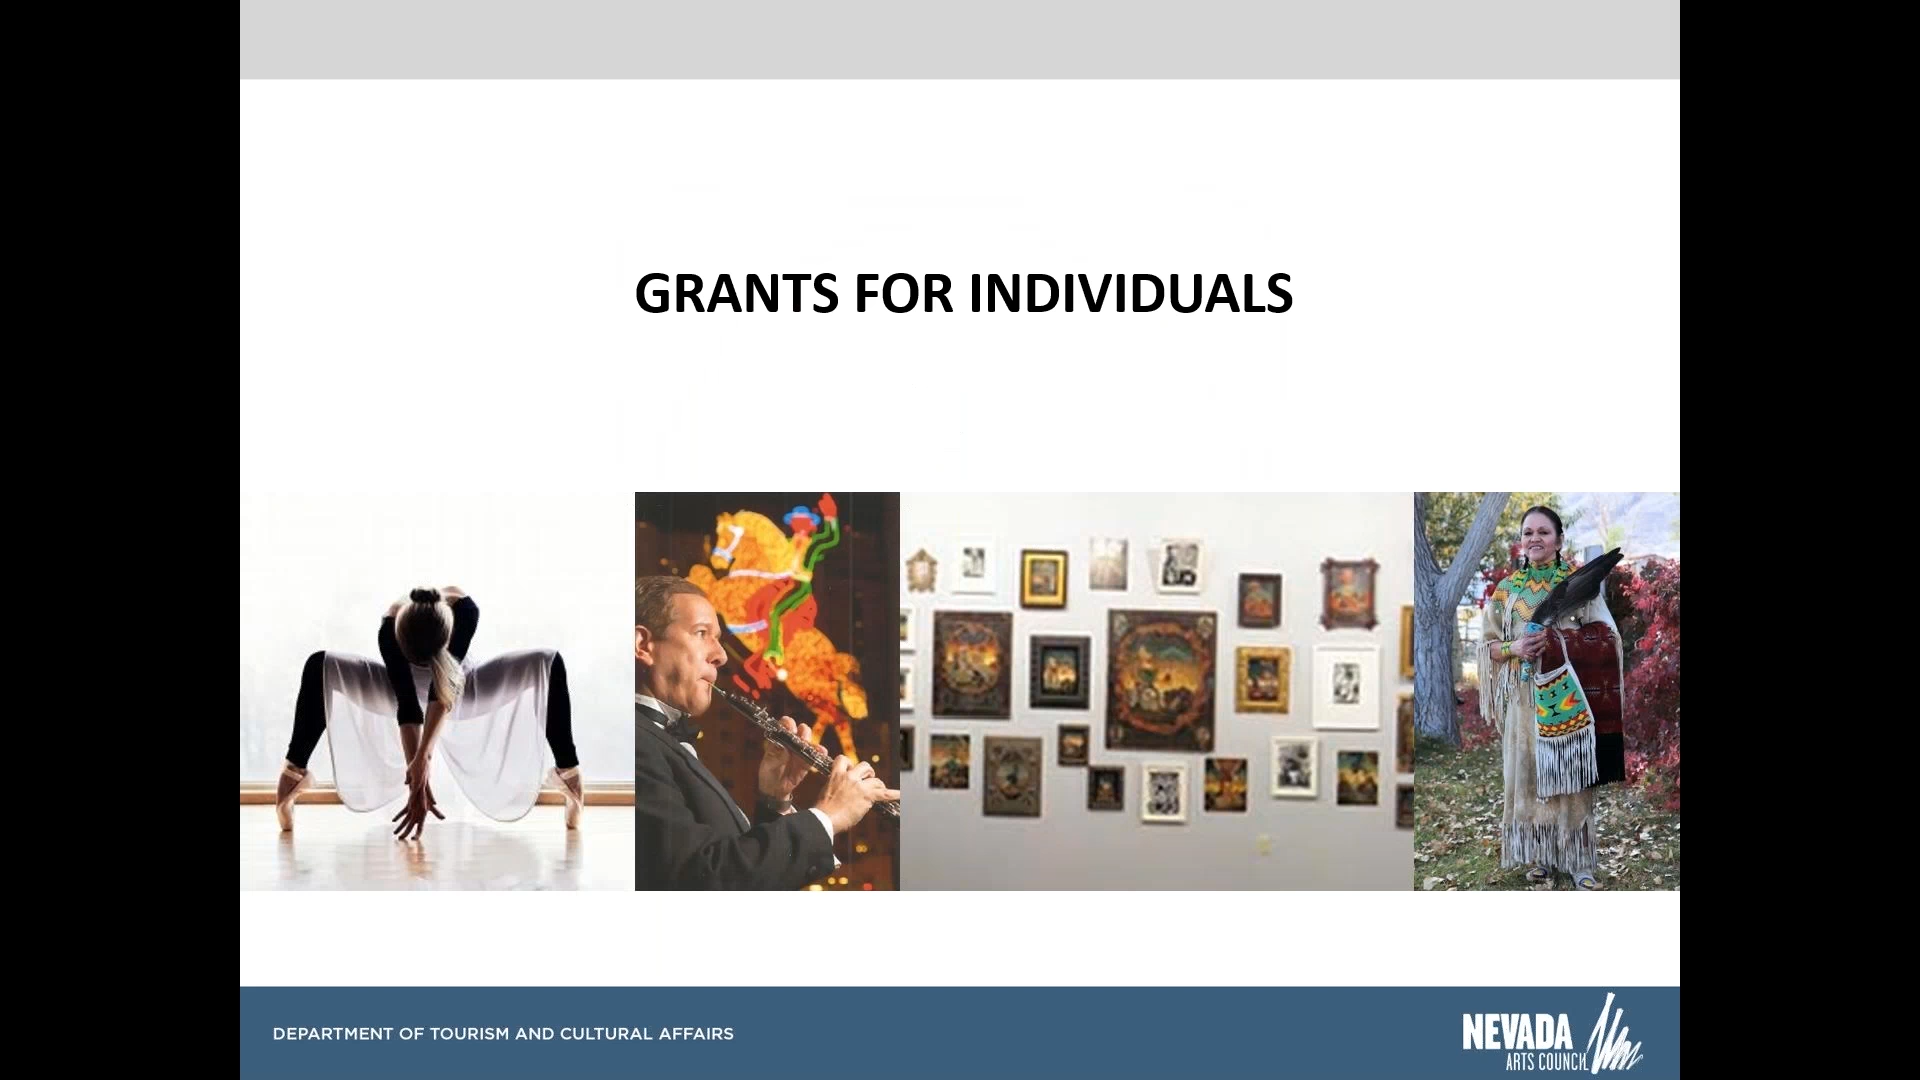 GRANTS FOR INDIVIDUALS
DEPARTMENT OF TOURISM AND CULTURAL AFFAIRS
NEVADA
ARTS COUNCIL